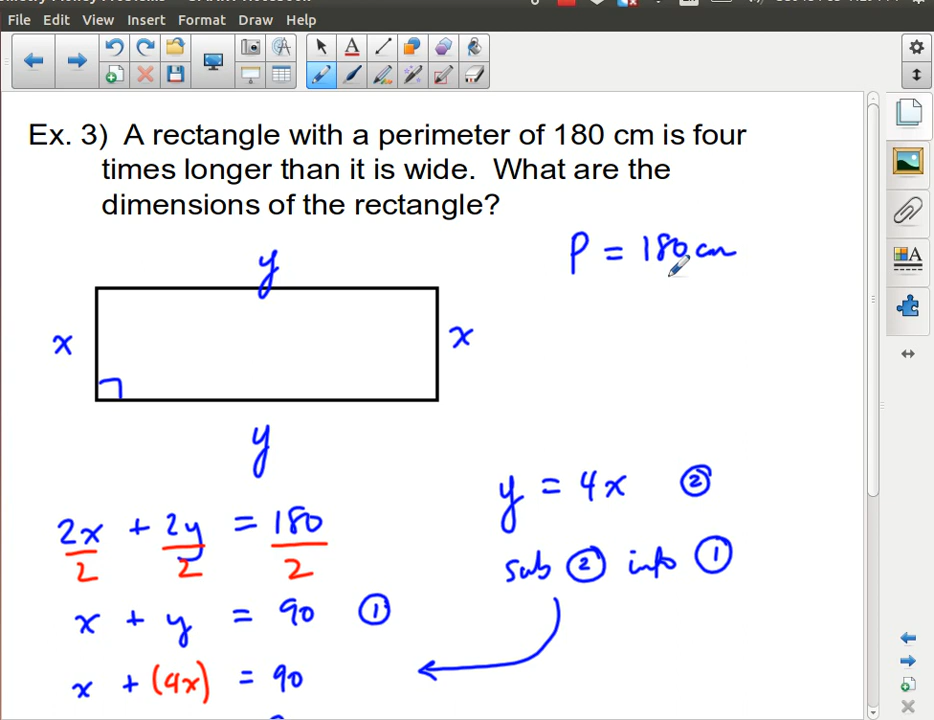 File Edit View Insert Format Draw Help
Ex. 3) A rectangle with a perimeter of 180 cm is four
times longer than it is wide. What are the
dimensions of the rectangle?
P = 180 cm
y
x
x
y
y = 4x ②
2x + 2y = 180
2 2 2
sub ② into ①
x + y = 90 ①
x + (4x) = 90